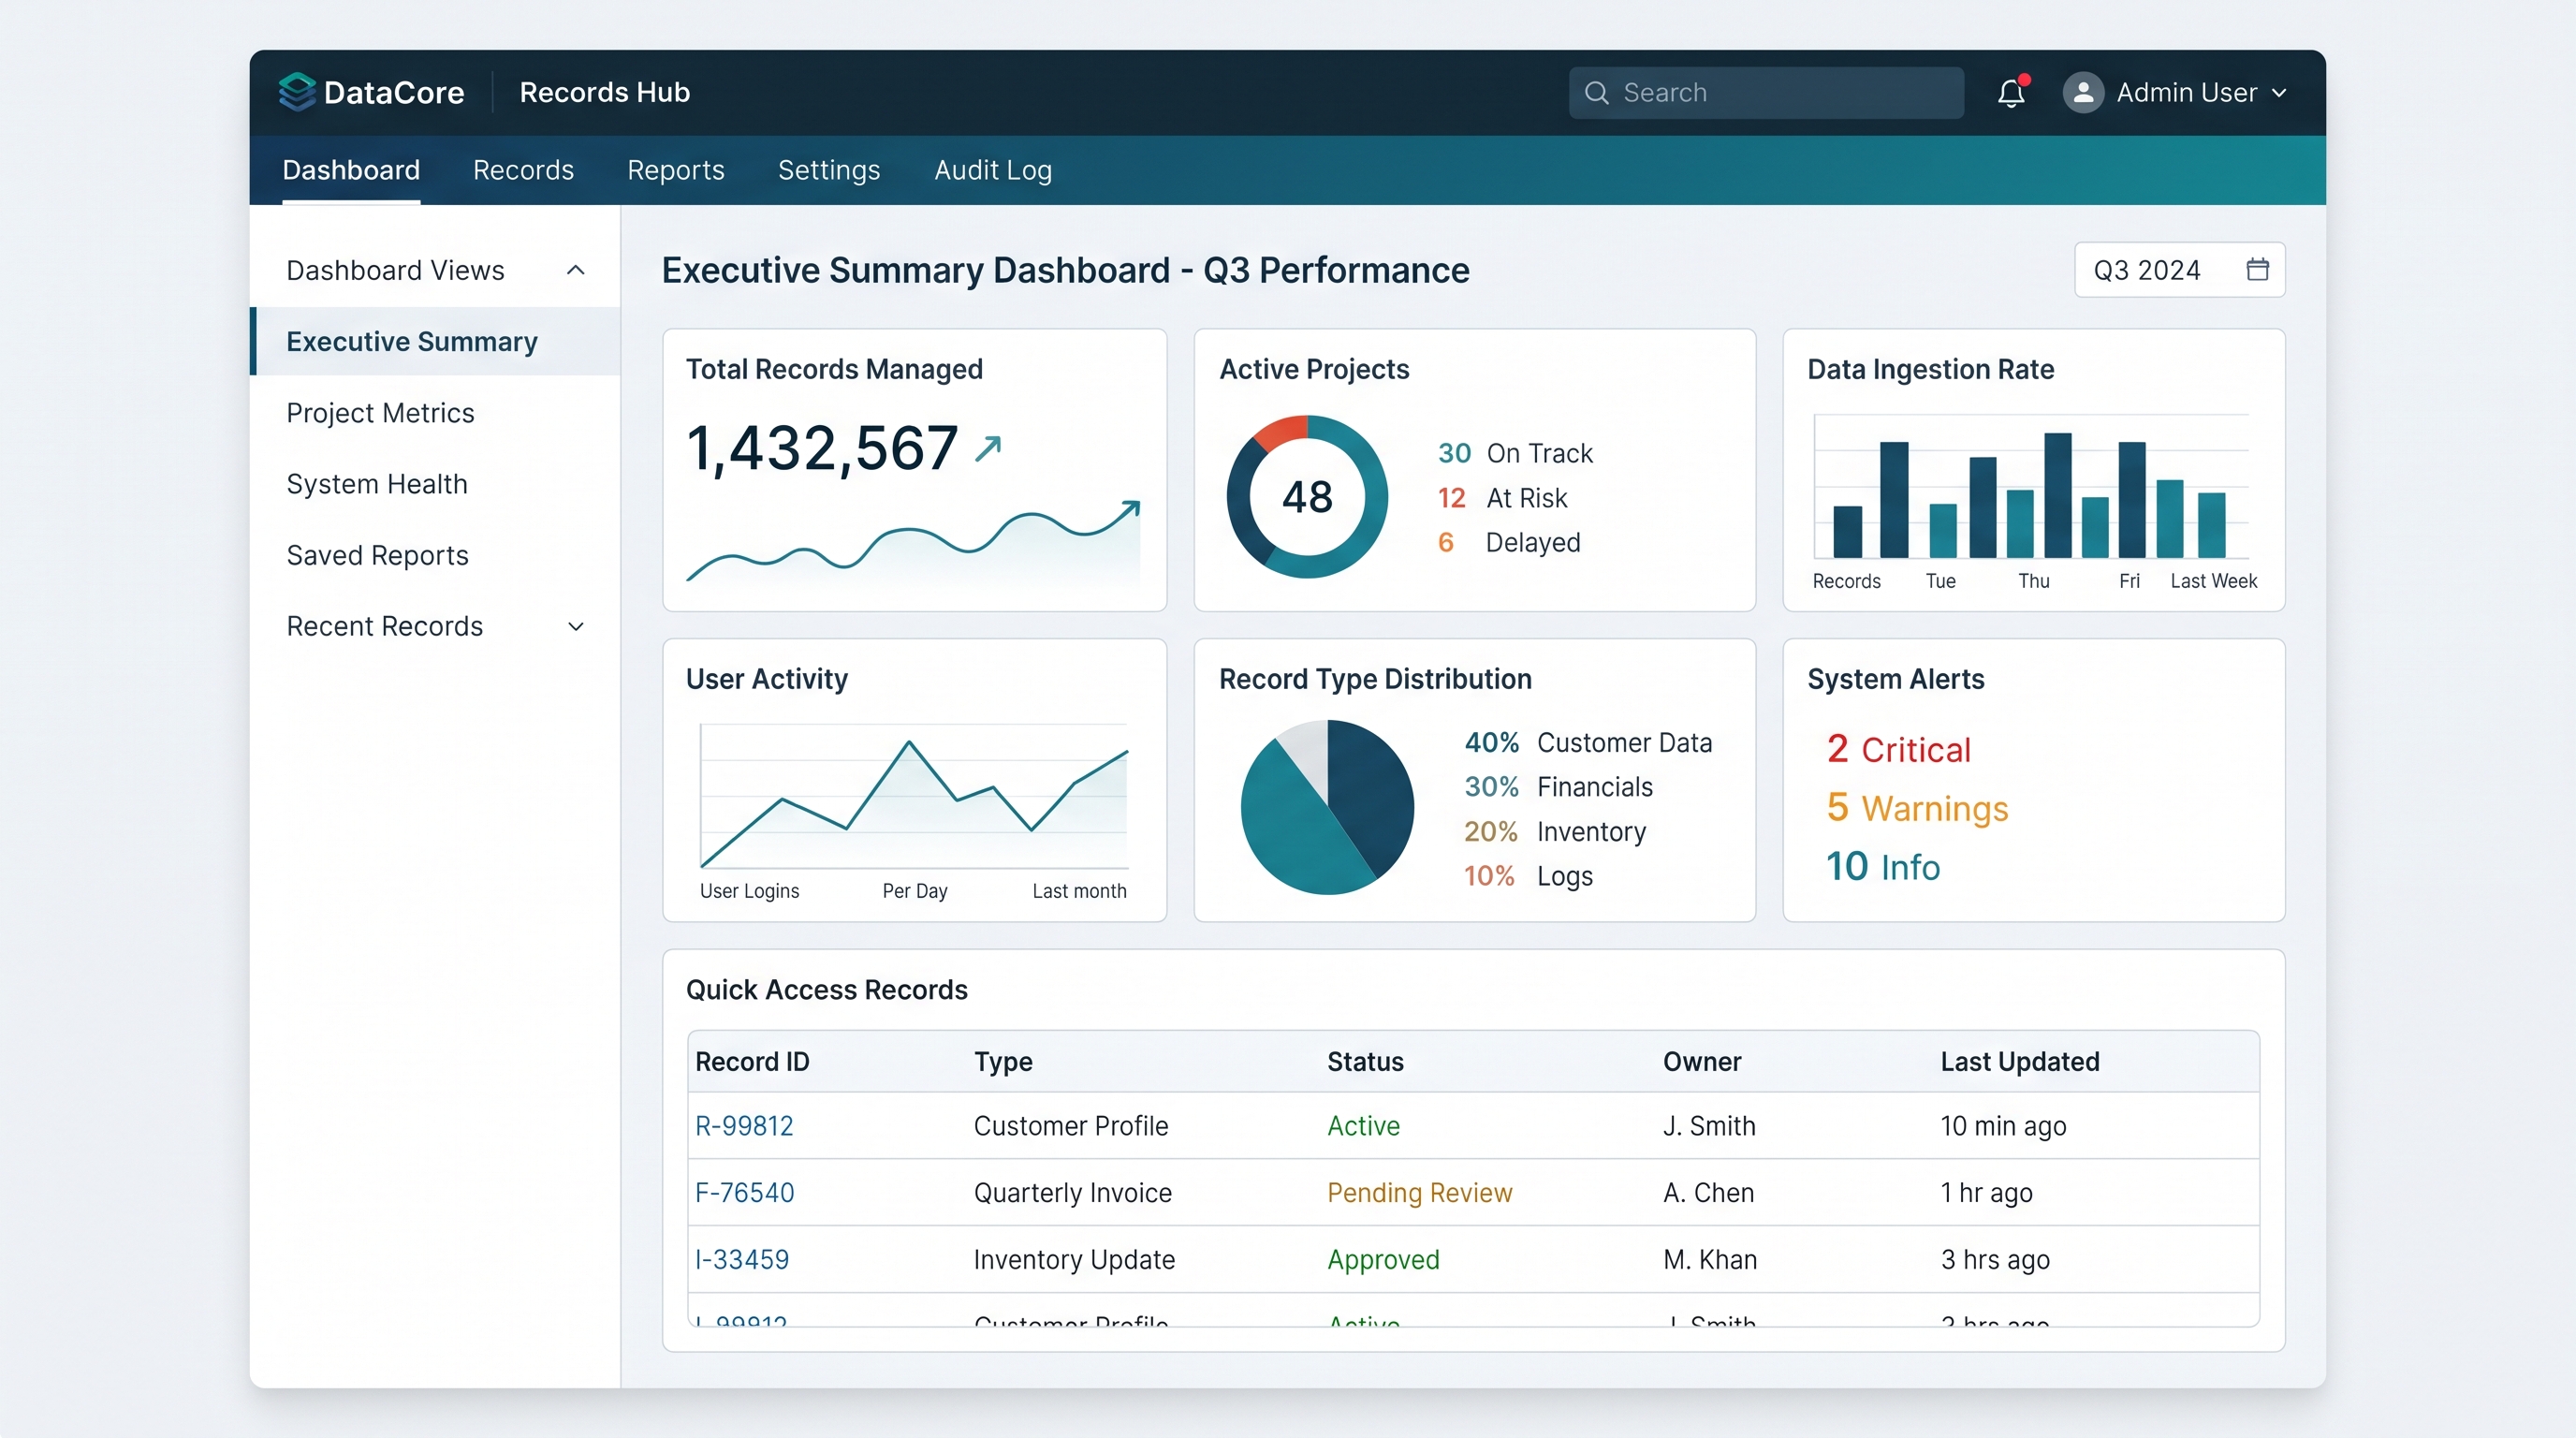 DataCore
Records Hub
Search
Admin User
Dashboard
Records
Reports
Settings
Audit Log
Dashboard Views
Executive Summary
Project Metrics
System Health
Saved Reports
Recent Records
Executive Summary Dashboard - Q3 Performance
Q3 2024
Total Records Managed
1,432,567
Active Projects
48
30 On Track
12 At Risk
6 Delayed
Data Ingestion Rate
Records Tue Thu Fri Last Week
User Activity
User Logins Per Day Last month
Record Type Distribution
40% Customer Data
30% Financials
20% Inventory
10% Logs
System Alerts
2 Critical
5 Warnings
10 Info
Quick Access Records
Record ID Type Status Owner Last Updated
R-99812 Customer Profile Active J. Smith 10 min ago
F-76540 Quarterly Invoice Pending Review A. Chen 1 hr ago
I-33459 Inventory Update Approved M. Khan 3 hrs ago
Customer Profile Active J. Smith hrs ago